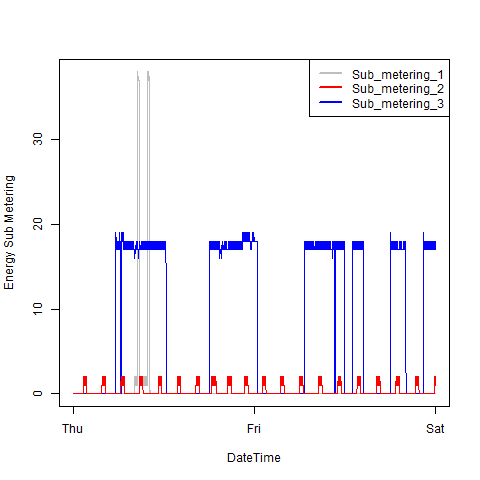 Sub_metering_1
Sub_metering_2
Sub_metering_3
Energy Sub Metering
30
20
10
0
Thu Fri Sat
DateTime